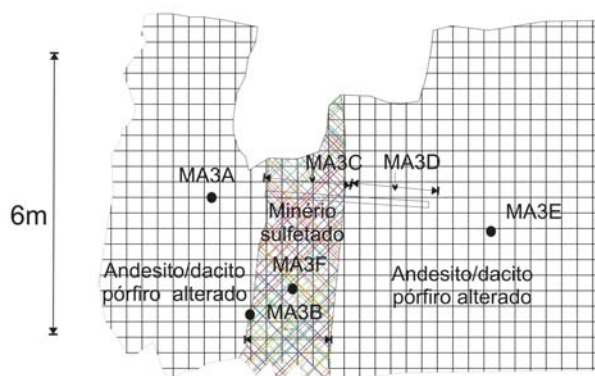 MA3C
MA3D
MA3A
6m
Minério
sulfetado
MA3E
Andesito/dacito
pórfiro alterado
MA3F
Andesito/dacito
pórfiro alterado
MA3B